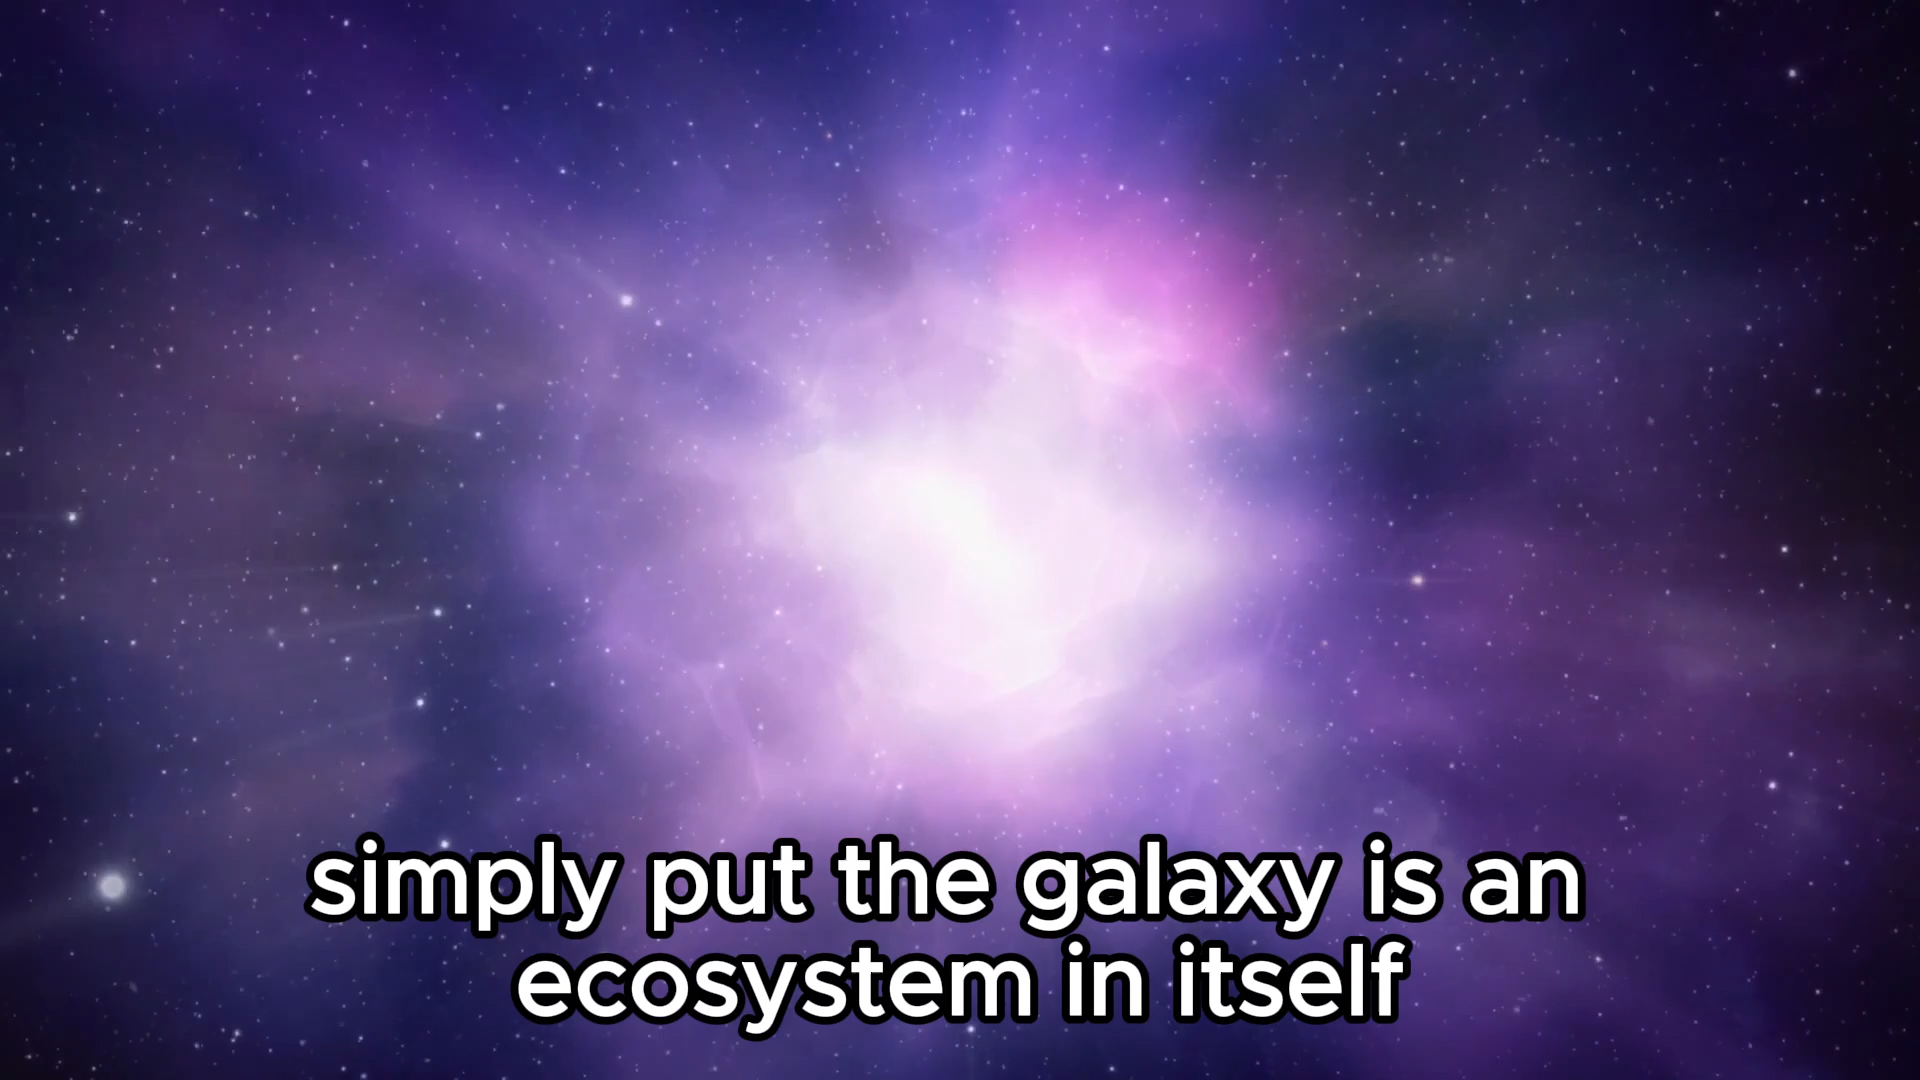 simply put the galaxy is an
ecosystem in itself